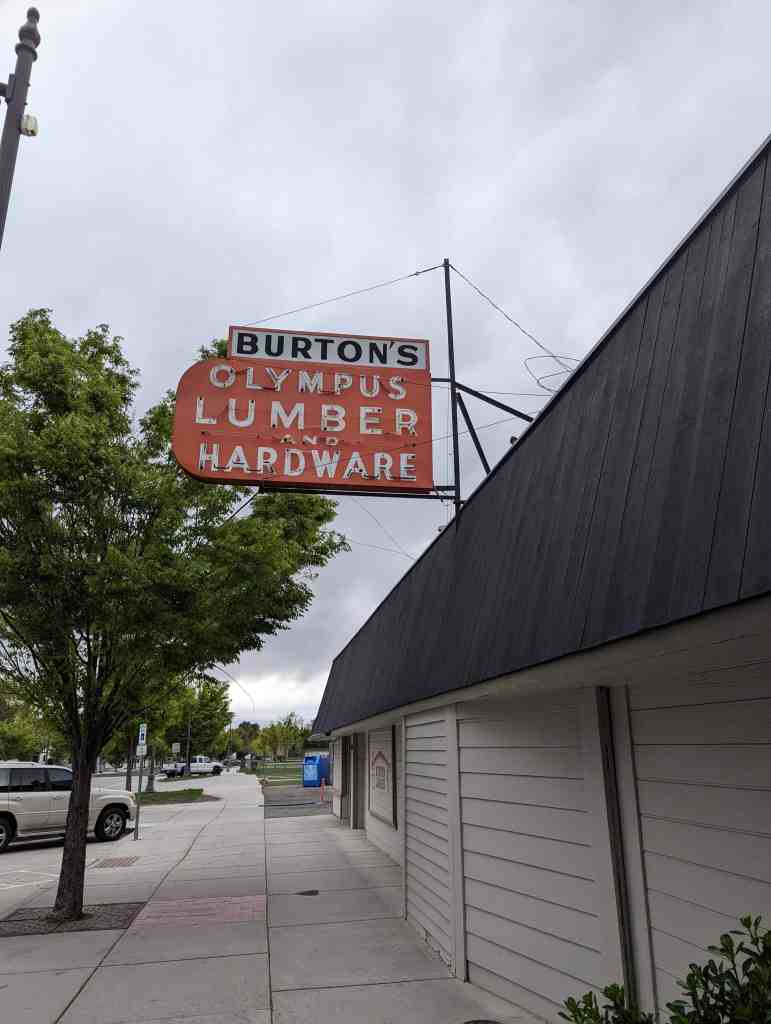 BURTON'S
OLYMPUS
LUMBER
AND
HARDWARE